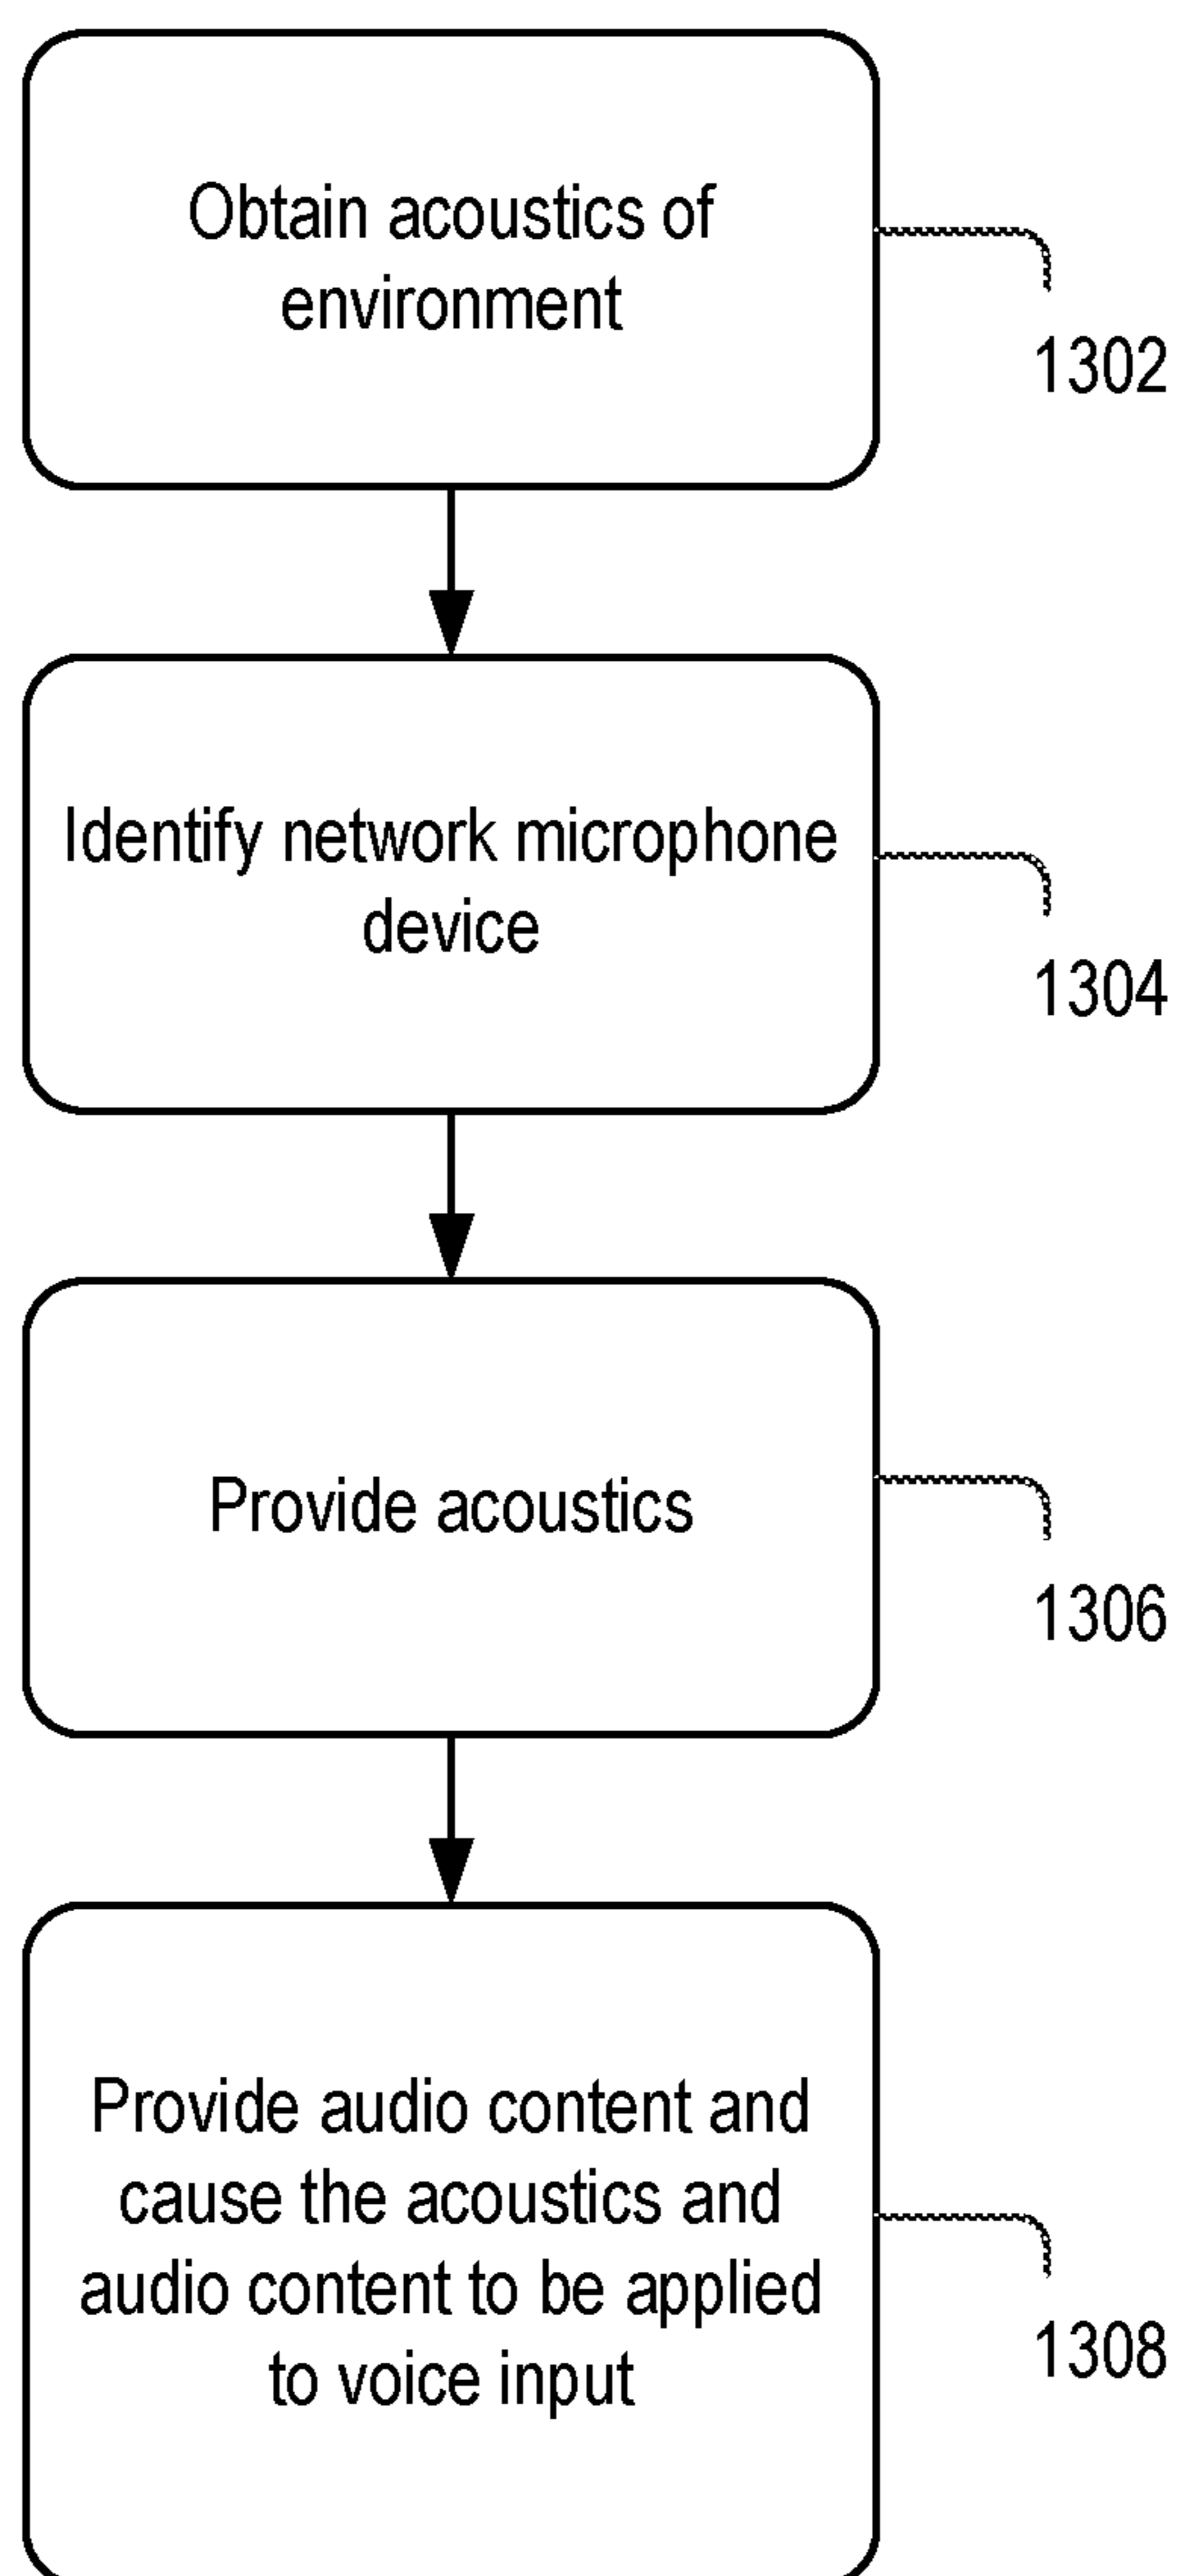 Obtain acoustics of
environment
1302
Identify network microphone
device
1304
Provide acoustics
1306
Provide audio content and
cause the acoustics and
audio content to be applied
to voice input
1308